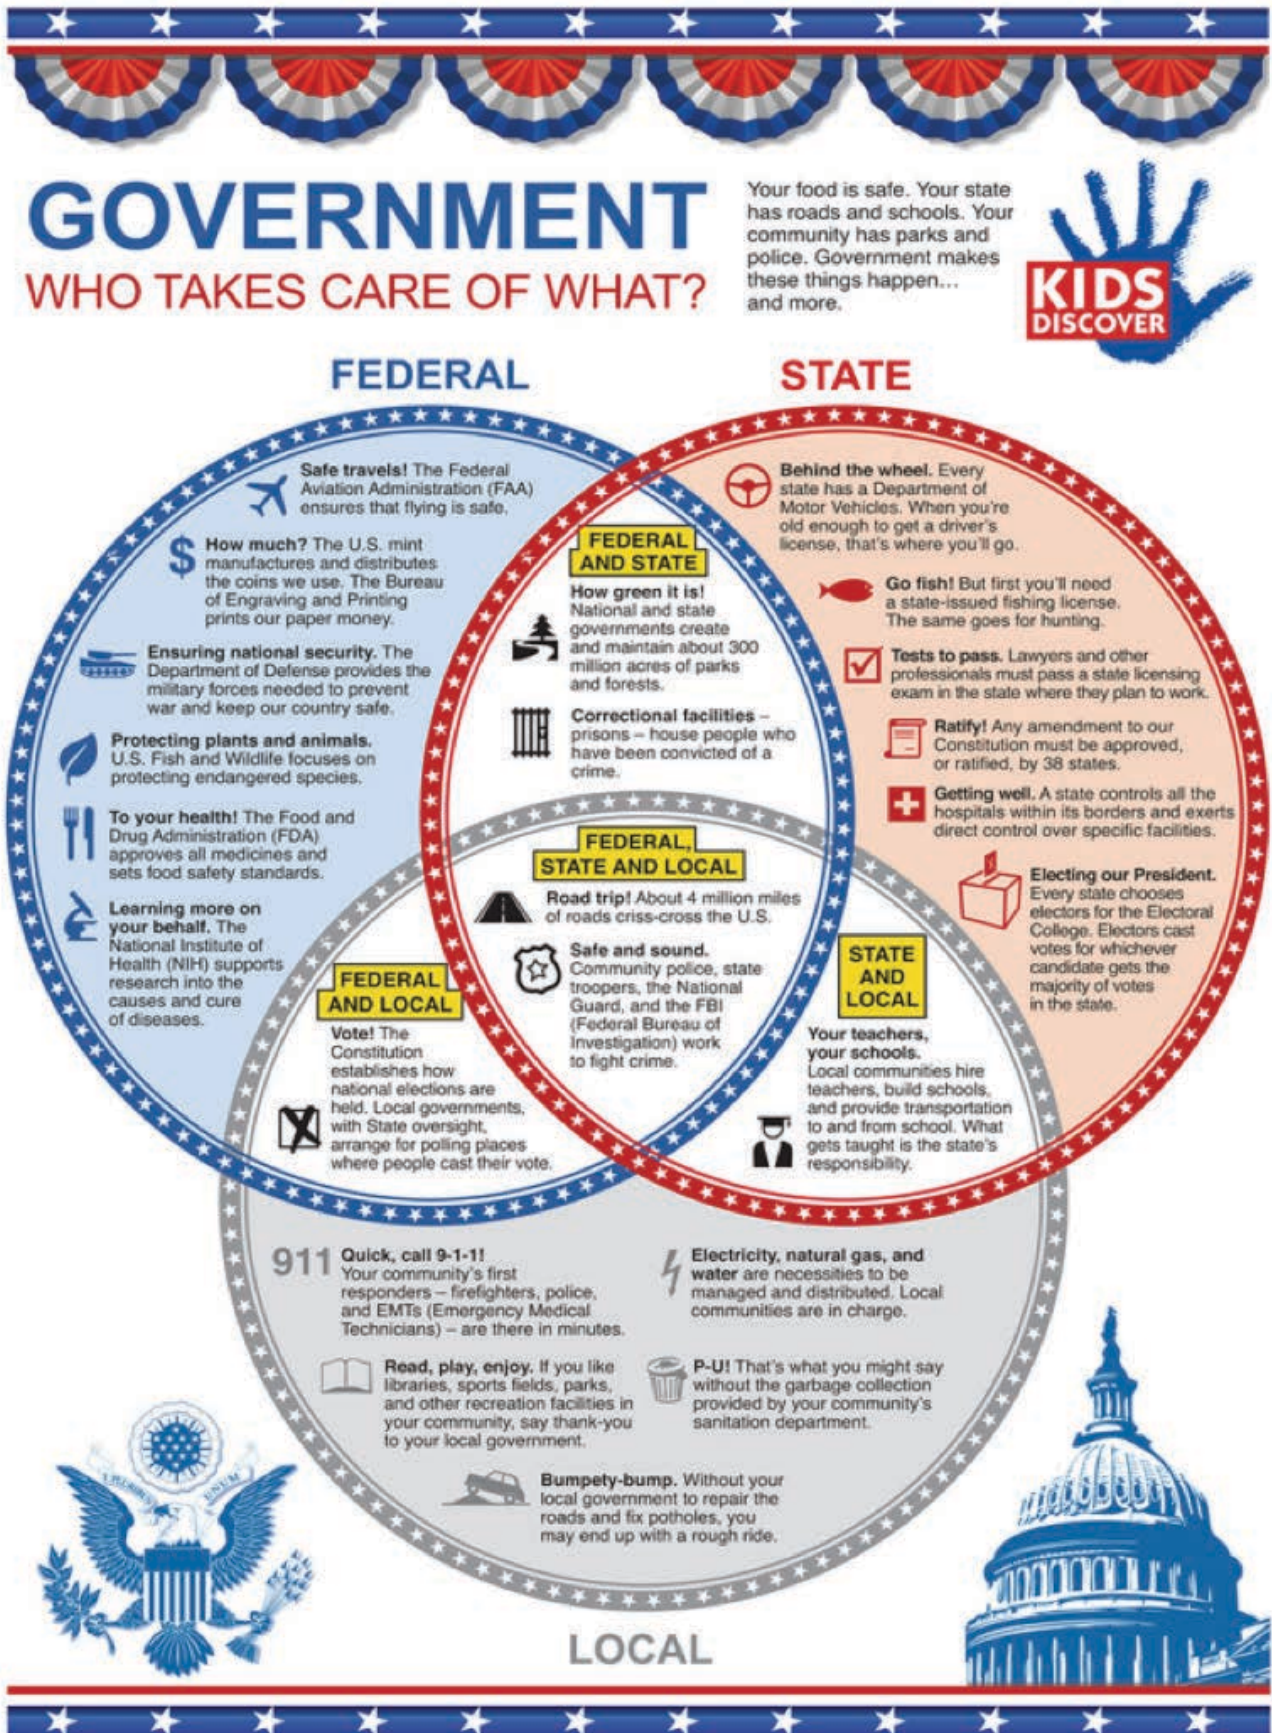 GOVERNMENT
WHO TAKES CARE OF WHAT?
Your food is safe. Your state
has roads and schools. Your
community has parks and
police. Government makes
these things happen...
and more.
KIDS
DISCOVER
FEDERAL
Safe travels! The Federal
Aviation Administration (FAA)
ensures that flying is safe.
$
How much? The U.S. mint
manufactures and distributes
the coins we use. The Bureau
of Engraving and Printing
prints our paper money.
Ensuring national security. The
Department of Defense provides the
military forces needed to prevent
war and keep our country safe.
Protecting plants and animals.
U.S. Fish and Wildlife focuses on
protecting endangered species.
To your health! The Food and
Drug Administration (FDA)
approves all medicines and
sets food safety standards.
Learning more on
your behalf. The
National Institute of
Health (NIH) supports
research into the
causes and cure
of diseases.
STATE
Behind the wheel. Every
state has a Department of
Motor Vehicles. When you're
old enough to get a driver's
license, that's where you'll go.
Go fish! But first you'll need
a state-issued fishing license.
The same goes for hunting.
Tests to pass. Lawyers and other
professionals must pass a state licensing
exam in the state where they plan to work.
Ratify! Any amendment to our
Constitution must be approved,
or ratified, by 38 states.
Getting well. A state controls all the
hospitals within its borders and exerts
direct control over specific facilities.
Electing our President.
Every state chooses
electors for the Electoral
College. Electors cast
votes for whichever
candidate gets the
majority of votes
in the state.
FEDERAL
AND STATE
How green it is!
National and state
governments create
and maintain about 300
million acres of parks
and forests.
Correctional facilities –
prisons – house people who
have been convicted of a
crime.
FEDERAL,
STATE AND LOCAL
Road trip! About 4 million miles
of roads criss-cross the U.S.
Safe and sound.
Community police, state
troopers, the National
Guard, and the FBI
(Federal Bureau of
Investigation) work
to fight crime.
FEDERAL
AND LOCAL
Vote! The
Constitution
establishes how
national elections are
held. Local governments,
with State oversight,
arrange for polling places
where people cast their vote.
STATE
AND
LOCAL
Your teachers,
your schools.
Local communities hire
teachers, build schools,
and provide transportation
to and from school. What
gets taught is the state's
responsibility.
911
Quick, call 9-1-1!
Your community's first
responders – firefighters, police,
and EMTs (Emergency Medical
Technicians) – are there in minutes.
Electricity, natural gas, and
water are necessities to be
managed and distributed. Local
communities are in charge.
Read, play, enjoy. If you like
libraries, sports fields, parks,
and other recreation facilities in
your community, say thank-you
to your local government.
P-U! That's what you might say
without the garbage collection
provided by your community's
sanitation department.
Bumpety-bump. Without your
local government to repair the
roads and fix potholes, you
may end up with a rough ride.
LOCAL